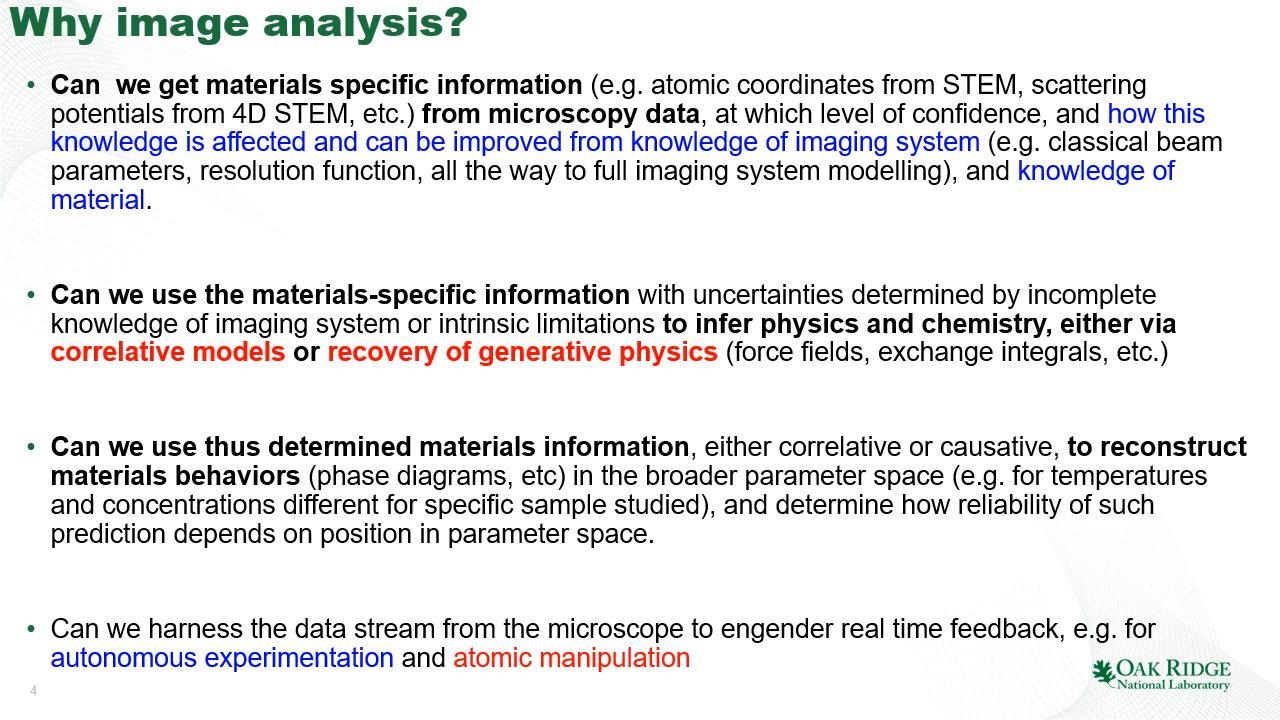 Why image analysis?
• Can  we get materials specific information (e.g. atomic coordinates from STEM, scattering
potentials from 4D STEM, etc.) from microscopy data, at which level of confidence, and how this
knowledge is affected and can be improved from knowledge of imaging system (e.g. classical beam
parameters, resolution function, all the way to full imaging system modelling), and knowledge of
material.
• Can we use the materials-specific information with uncertainties determined by incomplete
knowledge of imaging system or intrinsic limitations to infer physics and chemistry, either via
correlative models or recovery of generative physics (force fields, exchange integrals, etc.)
• Can we use thus determined materials information, either correlative or causative, to reconstruct
materials behaviors (phase diagrams, etc) in the broader parameter space (e.g. for temperatures
and concentrations different for specific sample studied), and determine how reliability of such
prediction depends on position in parameter space.
• Can we harness the data stream from the microscope to engender real time feedback, e.g. for
autonomous experimentation and atomic manipulation
OAK RIDGE
National Laboratory
4